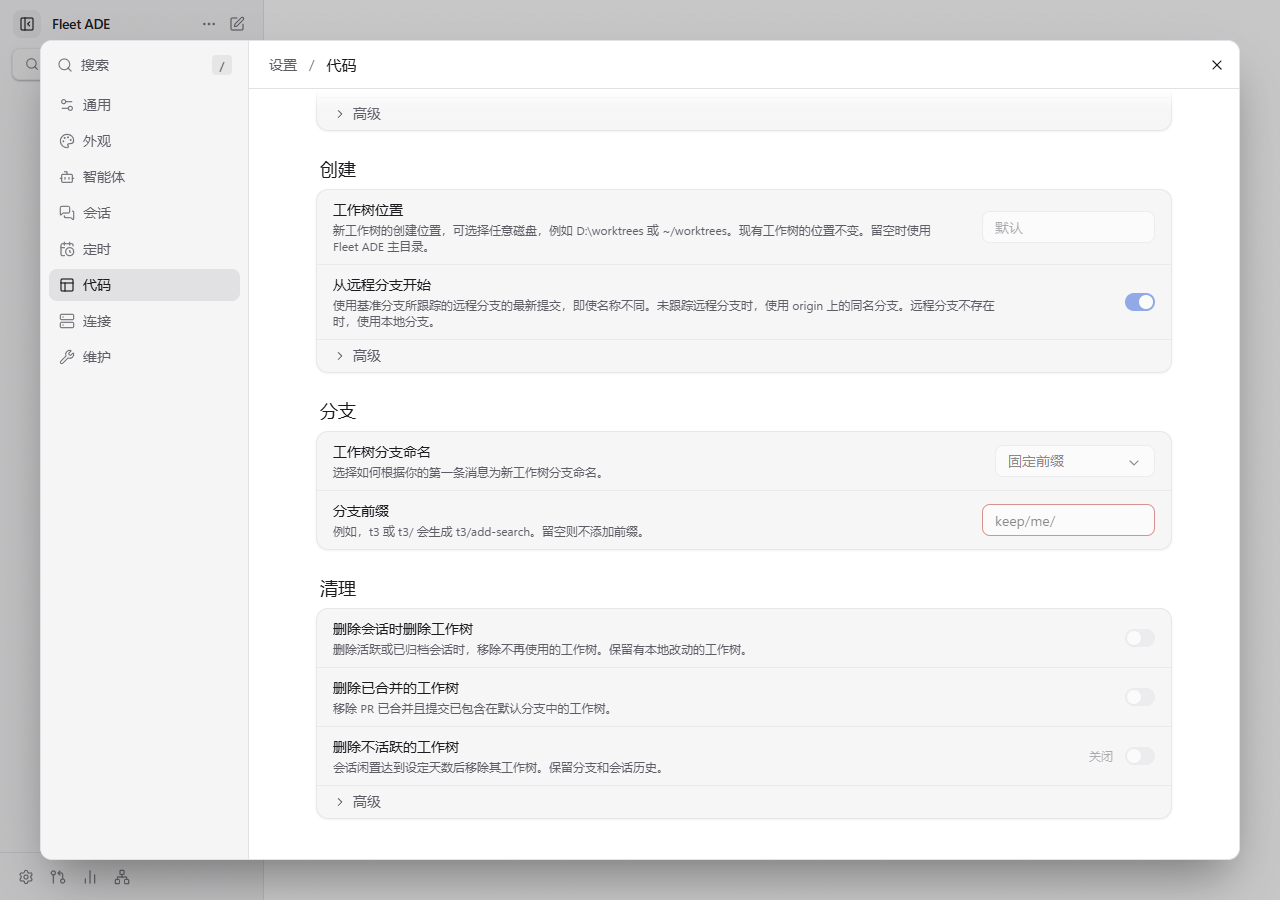 Fleet ADE
搜索
/
通用
外观
智能体
会话
定时
代码
连接
维护
设置 / 代码
高级
创建
工作树位置
新工作树的创建位置，可选择任意磁盘，例如 D:\worktrees 或 ~/worktrees。现有工作树的位置不变。留空时使用
Fleet ADE 主目录。
默认
从远程分支开始
使用基准分支所跟踪的远程分支的最新提交，即使名称不同。未跟踪远程分支时，使用 origin 上的同名分支。远程分支不存在
时，使用本地分支。
高级
分支
工作树分支命名
选择如何根据你的第一条消息为新工作树分支命名。
固定前缀
分支前缀
例如，t3 或 t3/ 会生成 t3/add-search。留空则不添加前缀。
keep/me/
清理
删除会话时删除工作树
删除活跃或已归档会话时，移除不再使用的工作树。保留有本地改动的工作树。
删除已合并的工作树
移除 PR 已合并且提交已包含在默认分支中的工作树。
删除不活跃的工作树
会话闲置达到设定天数后移除其工作树。保留分支和会话历史。
关闭
高级